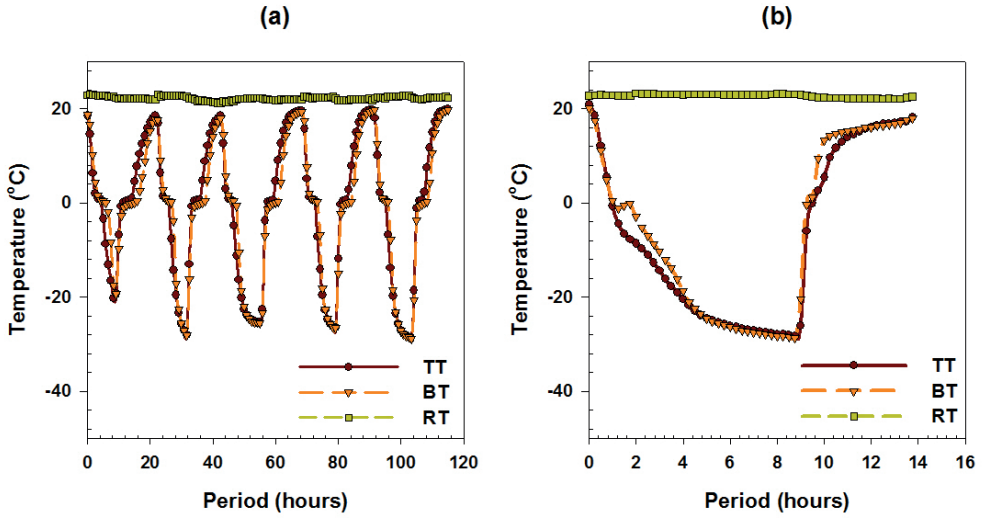 (a)
Temperature (°C)
20
0
-20
-40
0 20 40 60 80 100 120
Period (hours)
TT
BT
RT
(b)
Temperature (°C)
20
0
-20
-40
0 2 4 6 8 10 12 14 16
Period (hours)
TT
BT
RT